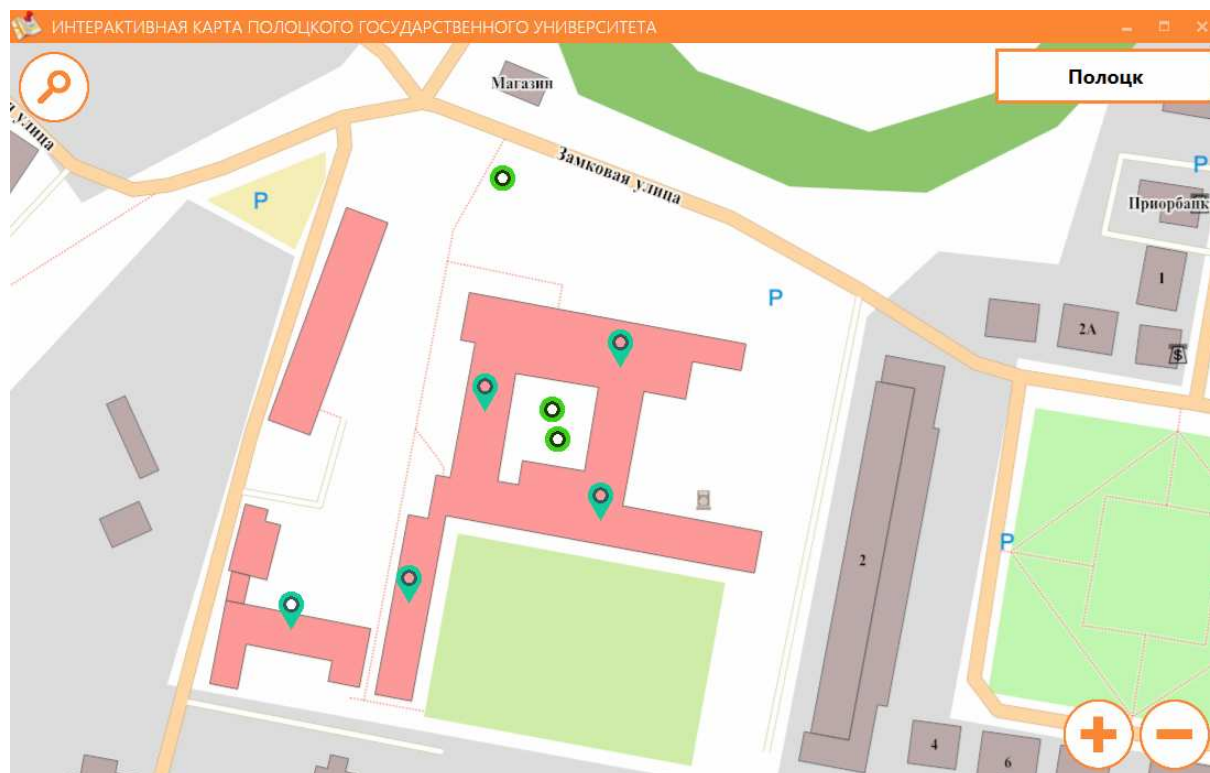 ИНТЕРАКТИВНАЯ КАРТА ПОЛОЦКОГО ГОСУДАРСТВЕННОГО УНИВЕРСИТЕТА
Полоцк
Магазин
я улица
Замковая улица
P
P
P
Приорбанк
1
2А
$
2
P
4
6